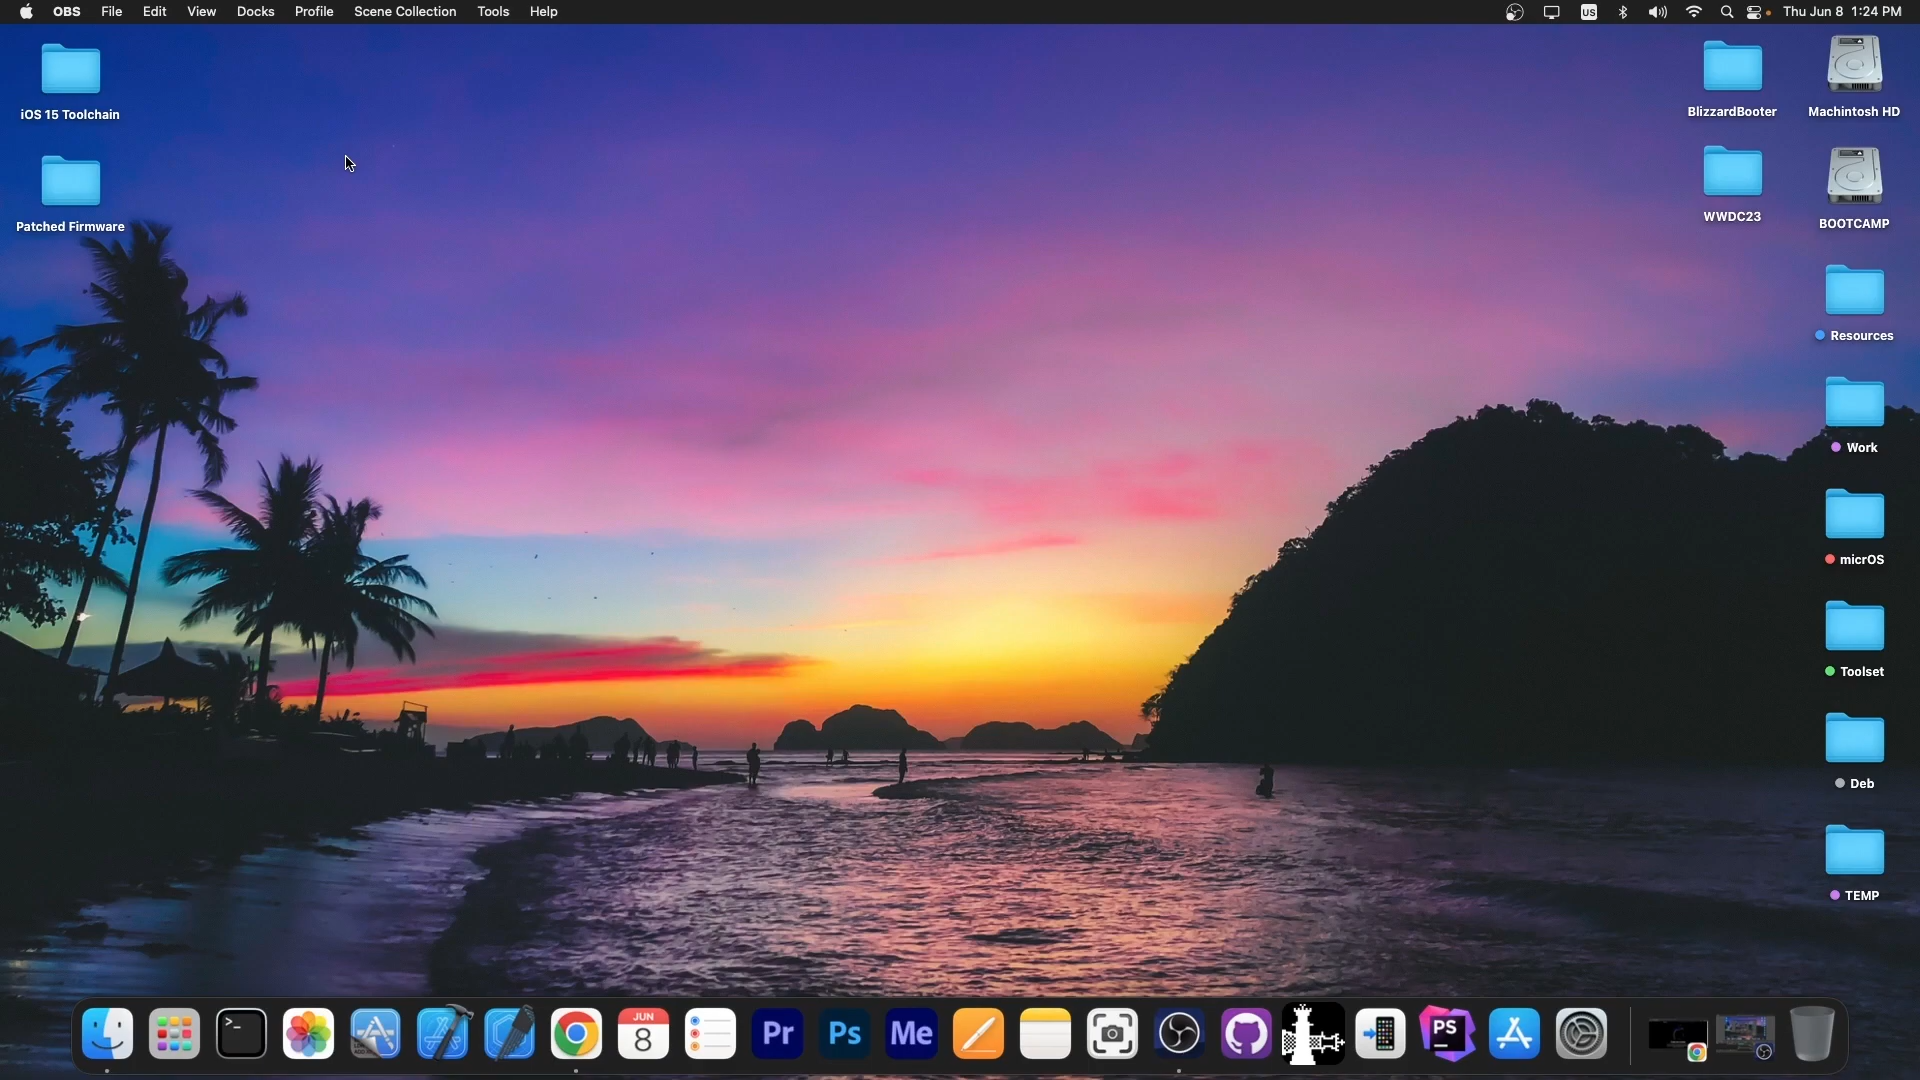 OBS File Edit View Docks Profile Scene Collection Tools Help
US Thu Jun 8 1:24 PM
iOS 15 Toolchain
Patched Firmware
BlizzardBooter
Machintosh HD
WWDC23
BOOTCAMP
Resources
Work
micrOS
Toolset
Deb
TEMP
>_
JUN
8
Pr
Ps
Me
PS